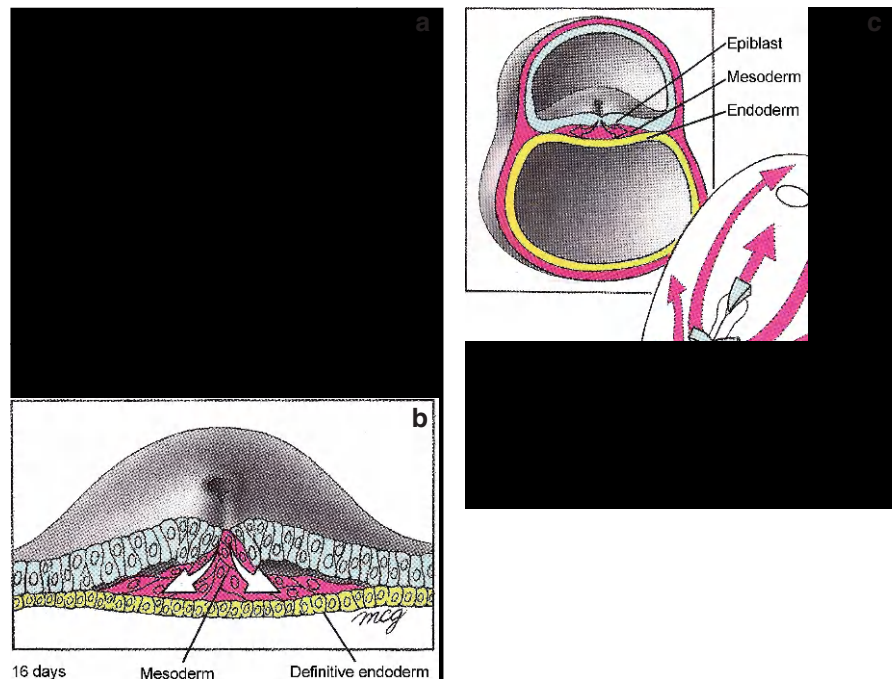 a
b
16 days
Mesoderm
Definitive endoderm
mcg
c
Epiblast
Mesoderm
Endoderm